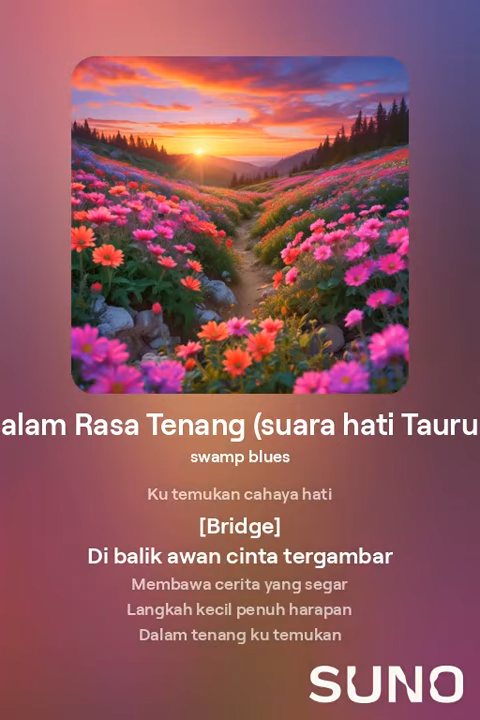 alam Rasa Tenang (suara hati Tauru
swamp blues
Ku temukan cahaya hati
[Bridge]
Di balik awan cinta tergambar
Membawa cerita yang segar
Langkah kecil penuh harapan
Dalam tenang ku temukan
SUNO